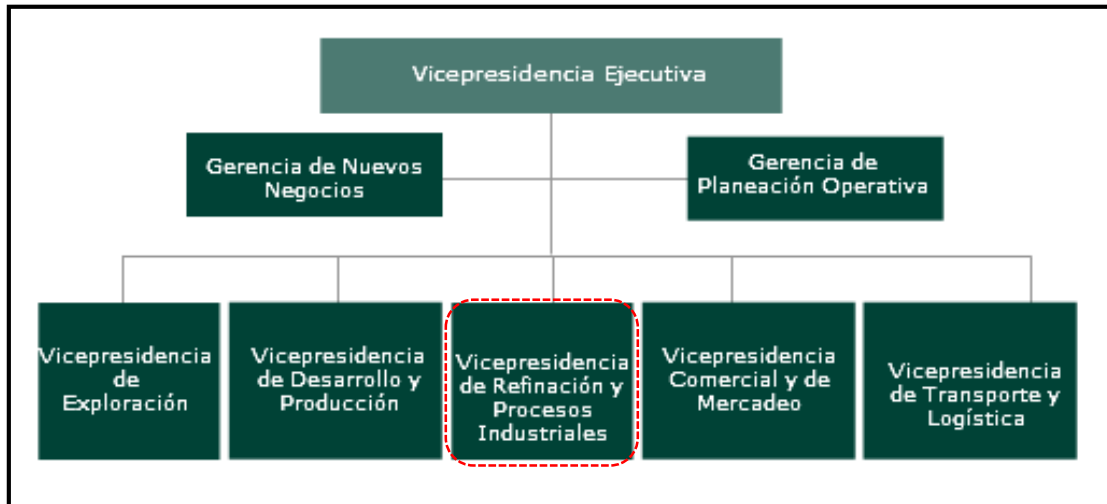 Vicepresidencia Ejecutiva
Gerencia de Nuevos
Negocios
Gerencia de
Planeación Operativa
Vicepresidencia
de
Exploración
Vicepresidencia
de Desarrollo y
Producción
Vicepresidencia
de Refinación y
Procesos
Industriales
Vicepresidencia
Comercial y de
Mercadeo
Vicepresidencia
de Transporte y
Logística